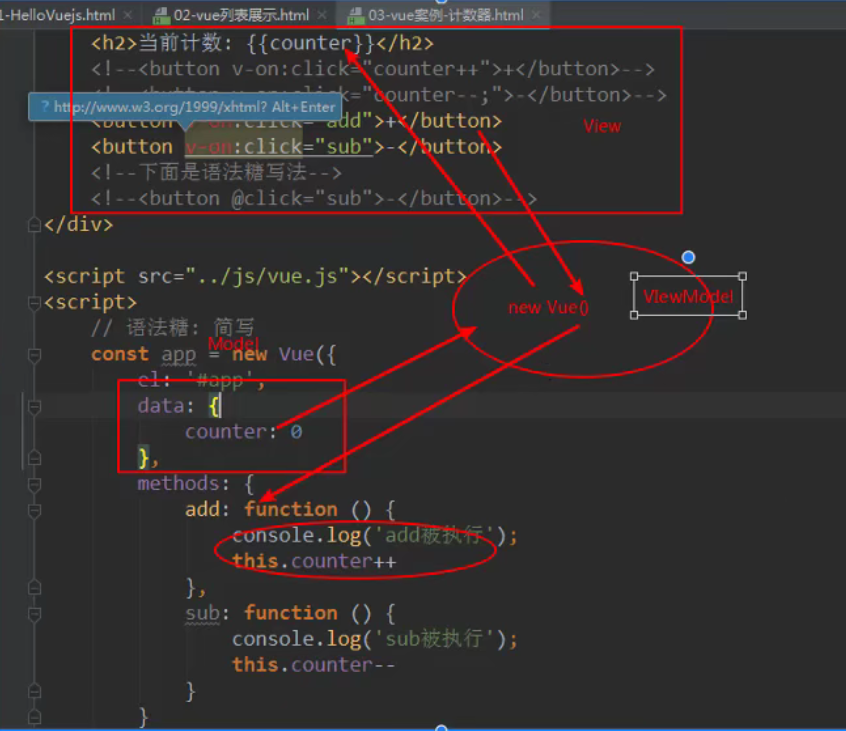 1-HelloVuejs.html × 02-vue列表展示.html × 03-vue案例-计数器.html ×
<h2>当前计数: {{counter}}</h2>
<!--<button v-on:click="counter++">+</button>-->
"counter--;">-</button>-->
? http://www.w3.org/1999/xhtml? Alt+Enter
<button v-on:click="add">+</button>
View
<button v-on:click="sub">-</button>
<!--下面是语法糖写法-->
<!--<button @click="sub">-</button>-->
</div>
<script src="../js/vue.js"></script>
<script>
new Vue()
VIewModel
// 语法糖: 简写
Model
const app = new Vue({
el: '#app',
data: {
counter: 0
},
methods: {
add: function () {
console.log('add被执行');
this.counter++
},
sub: function () {
console.log('sub被执行');
this.counter--
}
}